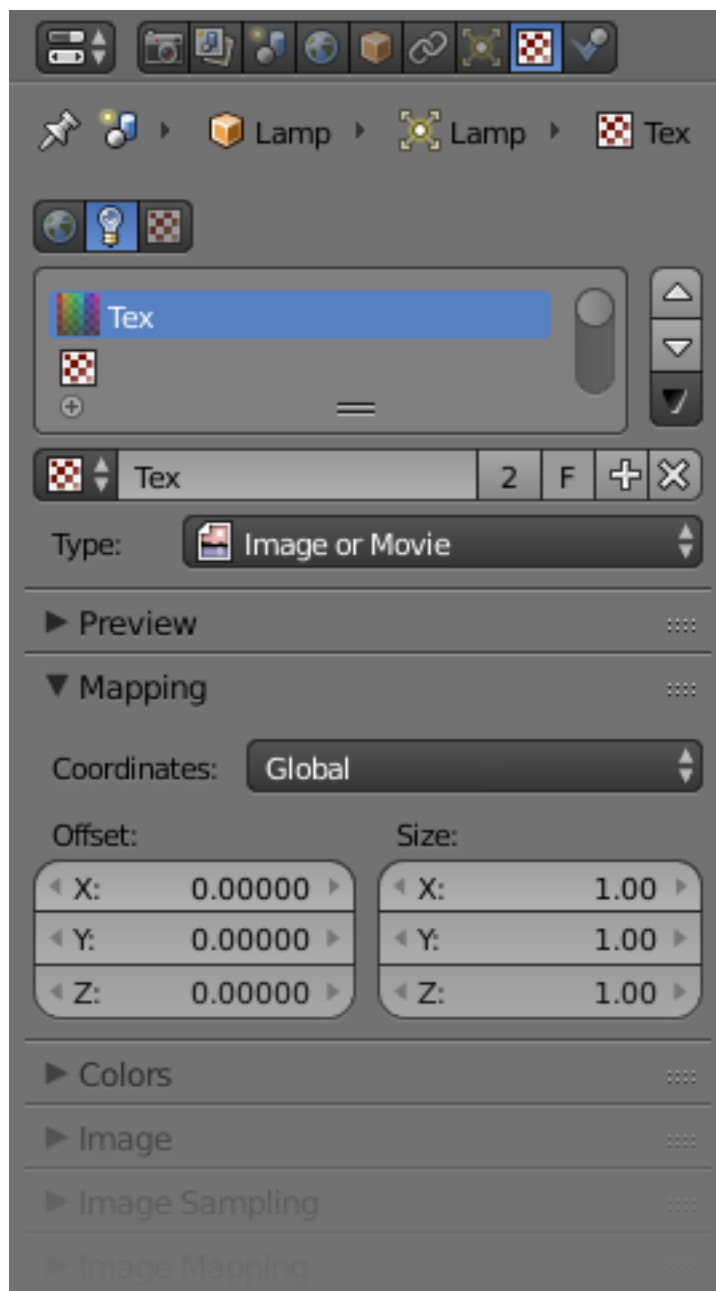 Lamp Lamp Tex
Tex
Tex 2 F
Type: Image or Movie
Preview
Mapping
Coordinates: Global
Offset: Size:
X: 0.00000 X: 1.00
Y: 0.00000 Y: 1.00
Z: 0.00000 Z: 1.00
Colors
Image
Image Sampling
Image Mapping